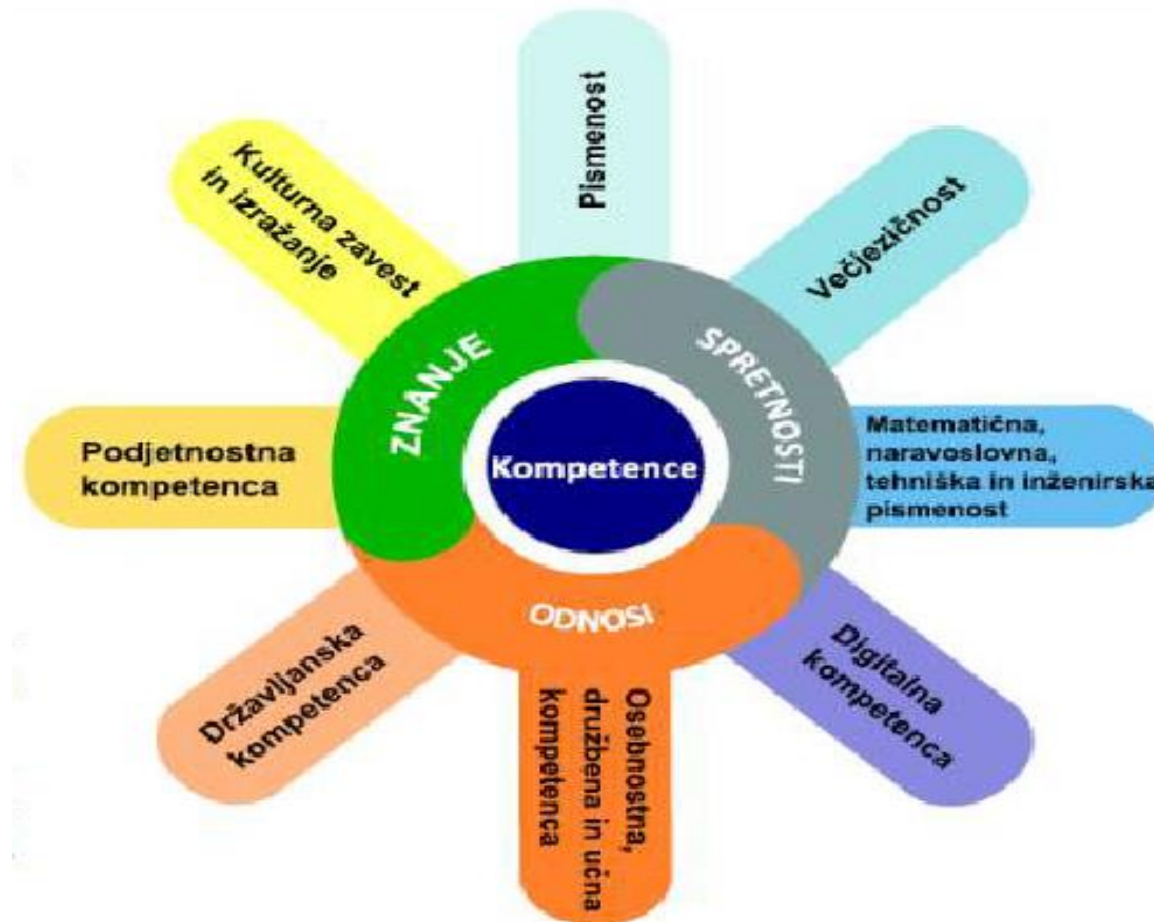 Pismenost
Večjezičnost
Matematična,
naravoslovna,
tehniška in inženirska
pismenost
Digitalna
kompetenca
Osebnostna,
družbena in učna
kompetenca
Državljanska
kompetenca
Podjetnostna
kompetenca
Kulturna zavest
in izražanje
ZNANJE
SPRETNOSTI
ODNOSI
Kompetence